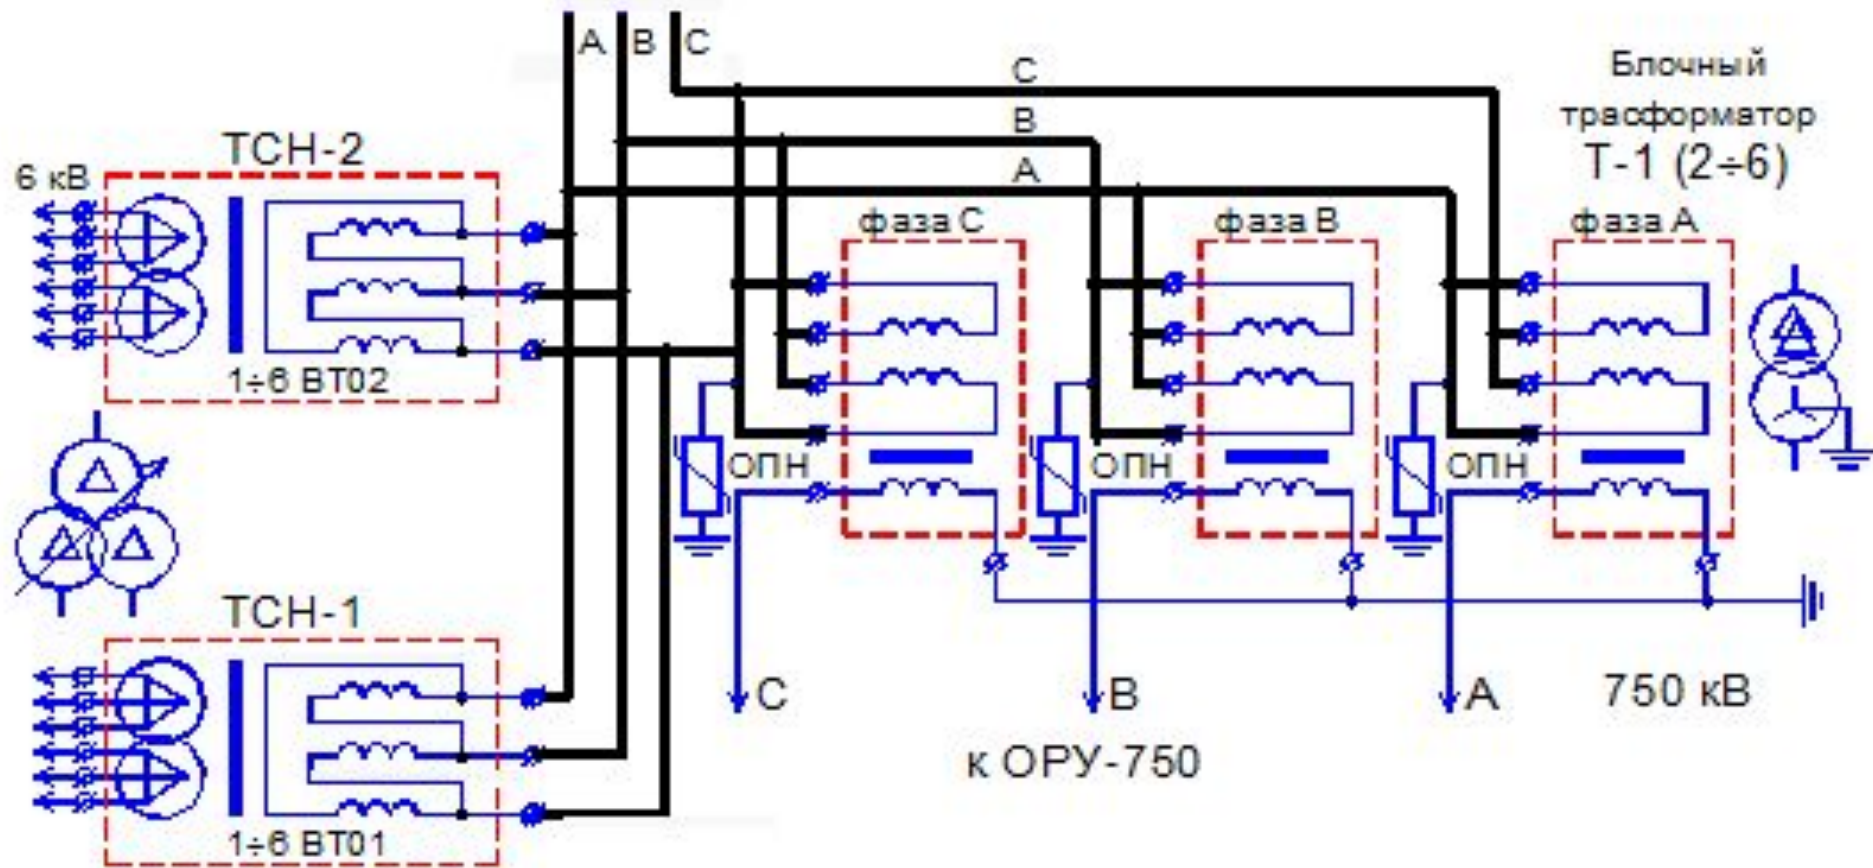 A B C
C
B
A
Блочный
трасформатор
Т-1 (2÷6)
ТСН-2
6 кВ
фаза С
фаза В
фаза А
1÷6 ВТ02
ОПН
ОПН
ОПН
ТСН-1
С
В
А
750 кВ
к ОРУ-750
1÷6 ВТ01